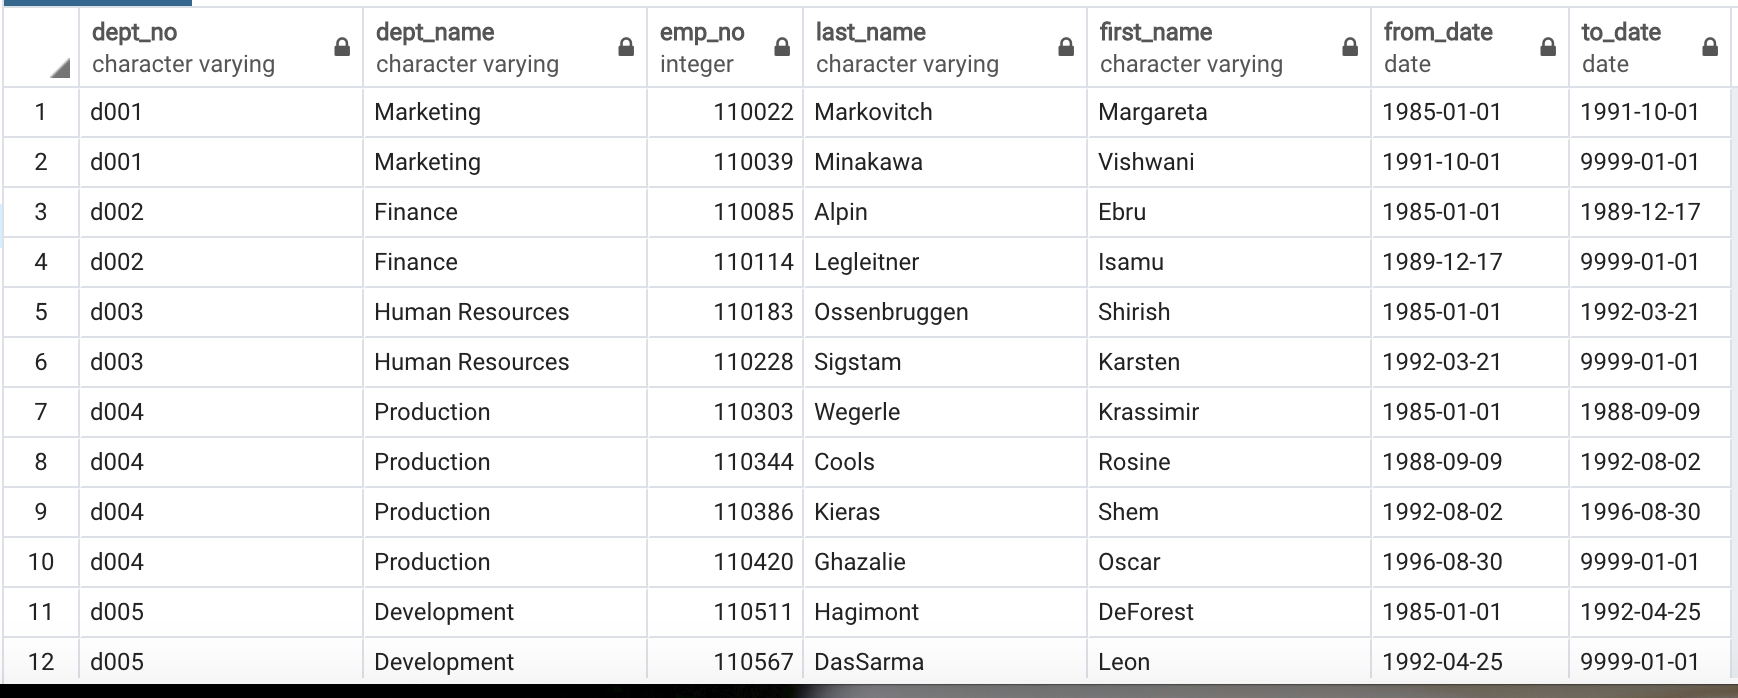 dept_no dept_name emp_no last_name first_name from_date to_date
character varying character varying integer character varying character varying date date
1 d001 Marketing 110022 Markovitch Margareta 1985-01-01 1991-10-01
2 d001 Marketing 110039 Minakawa Vishwani 1991-10-01 9999-01-01
3 d002 Finance 110085 Alpin Ebru 1985-01-01 1989-12-17
4 d002 Finance 110114 Legleitner Isamu 1989-12-17 9999-01-01
5 d003 Human Resources 110183 Ossenbruggen Shirish 1985-01-01 1992-03-21
6 d003 Human Resources 110228 Sigstam Karsten 1992-03-21 9999-01-01
7 d004 Production 110303 Wegerle Krassimir 1985-01-01 1988-09-09
8 d004 Production 110344 Cools Rosine 1988-09-09 1992-08-02
9 d004 Production 110386 Kieras Shem 1992-08-02 1996-08-30
10 d004 Production 110420 Ghazalie Oscar 1996-08-30 9999-01-01
11 d005 Development 110511 Hagimont DeForest 1985-01-01 1992-04-25
12 d005 Development 110567 DasSarma Leon 1992-04-25 9999-01-01